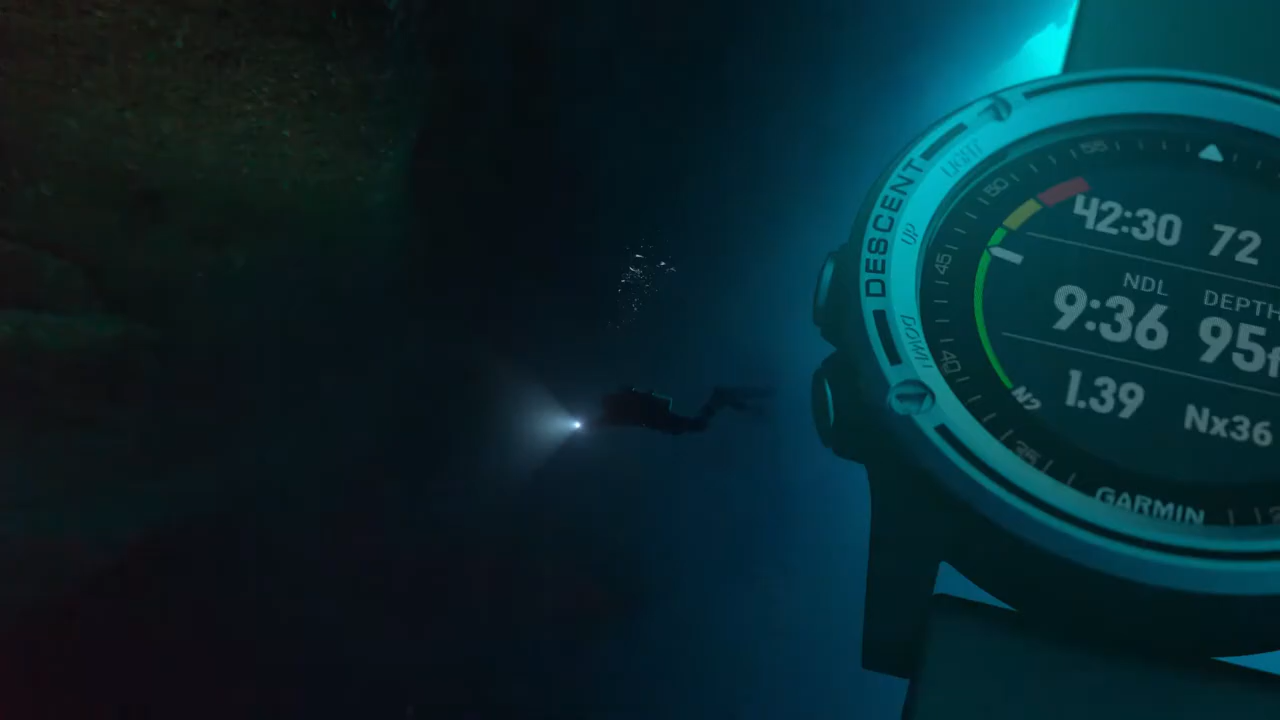 DESCENT
LIGHT
UP
DOWN
55
50
45
40
35
42:30 72
NDL DEPTH
9:36 95f
1.39 Nx36
N2
GARMIN